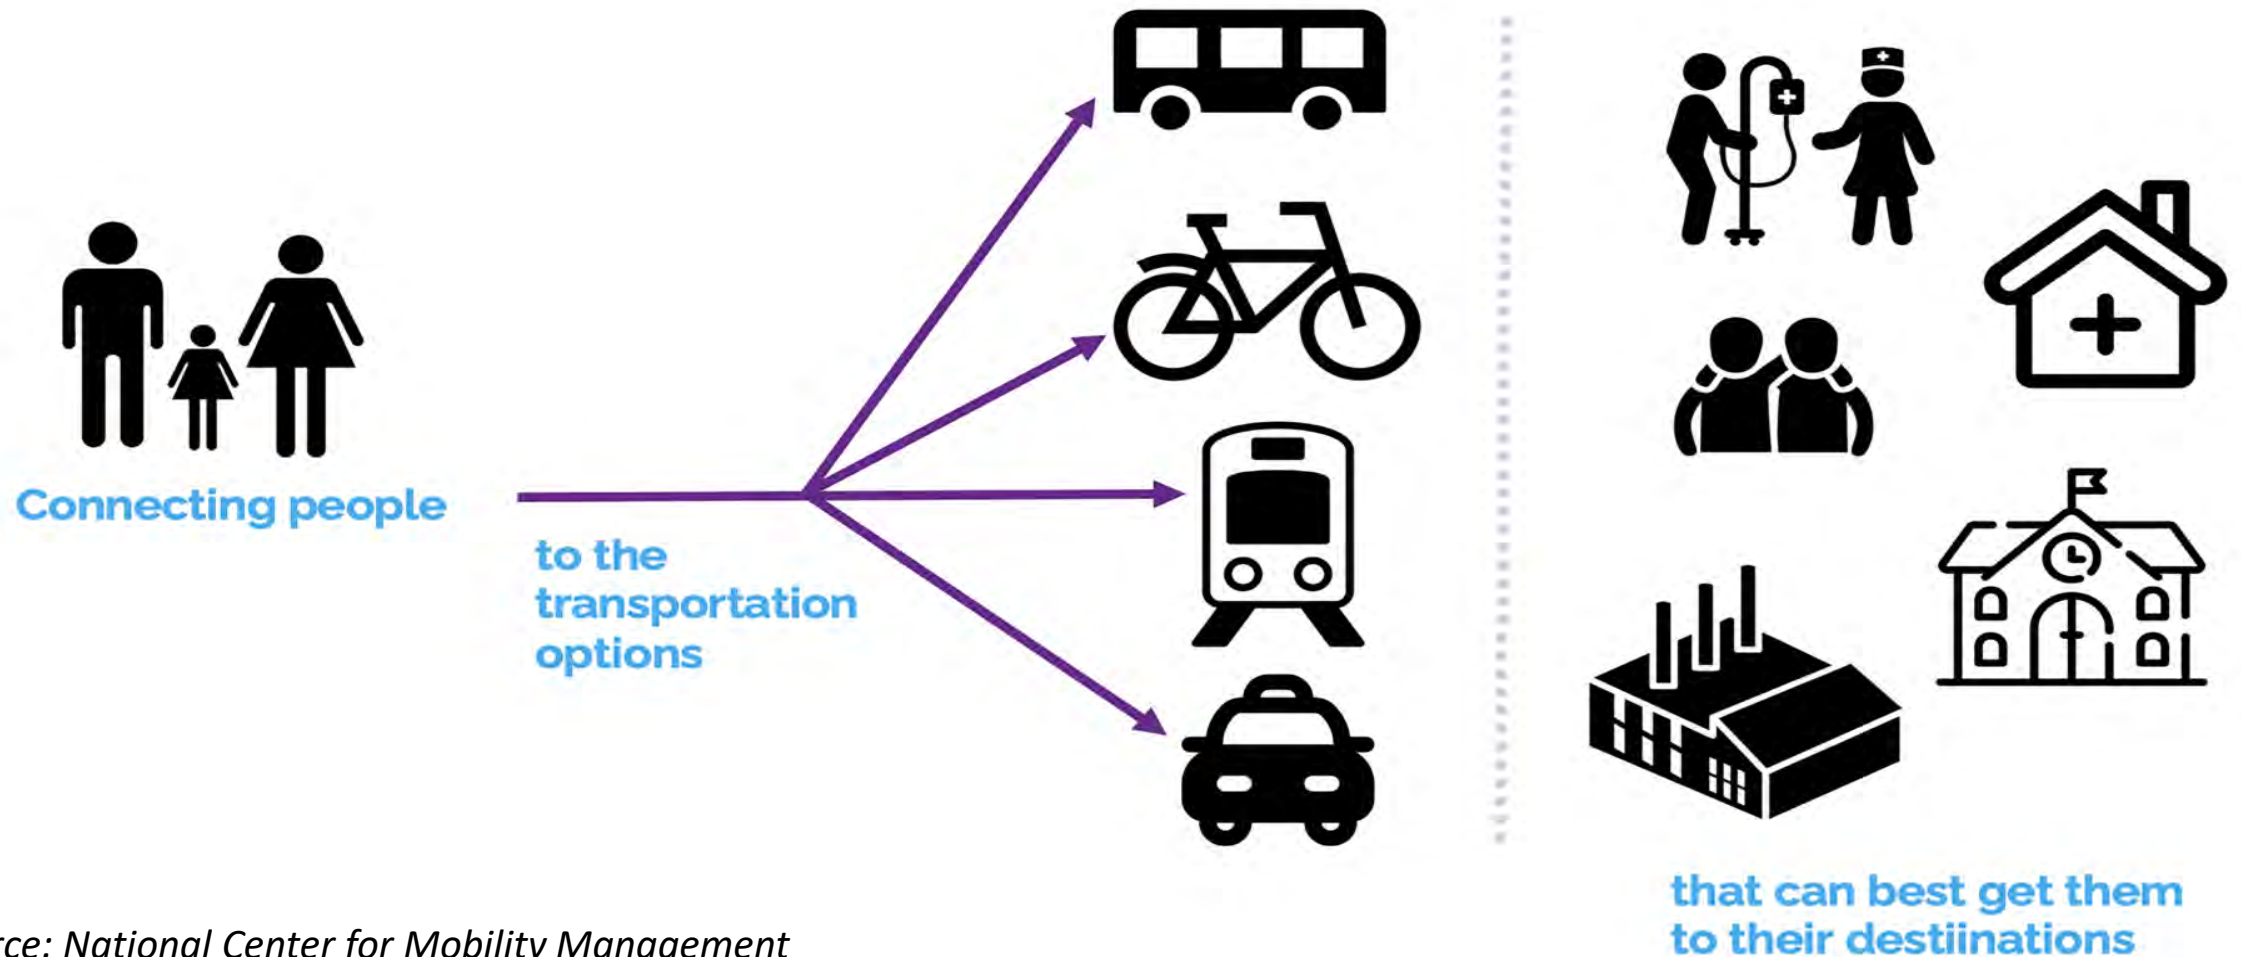 Connecting people
to the
transportation
options
that can best get them
to their destiinations
rce: National Center for Mobility Management